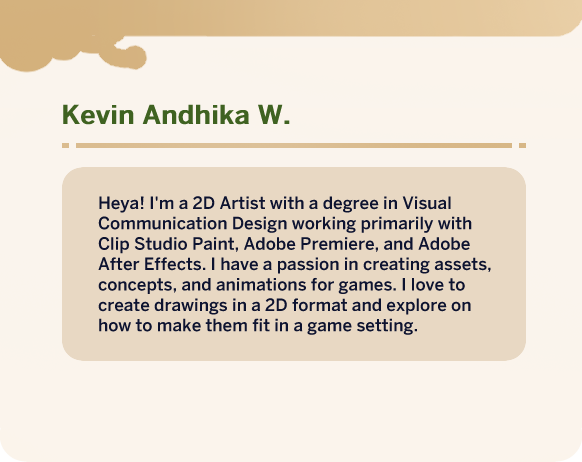 Kevin Andhika W.
Heya! I'm a 2D Artist with a degree in Visual
Communication Design working primarily with
Clip Studio Paint, Adobe Premiere, and Adobe
After Effects. I have a passion in creating assets,
concepts, and animations for games. I love to
create drawings in a 2D format and explore on
how to make them fit in a game setting.